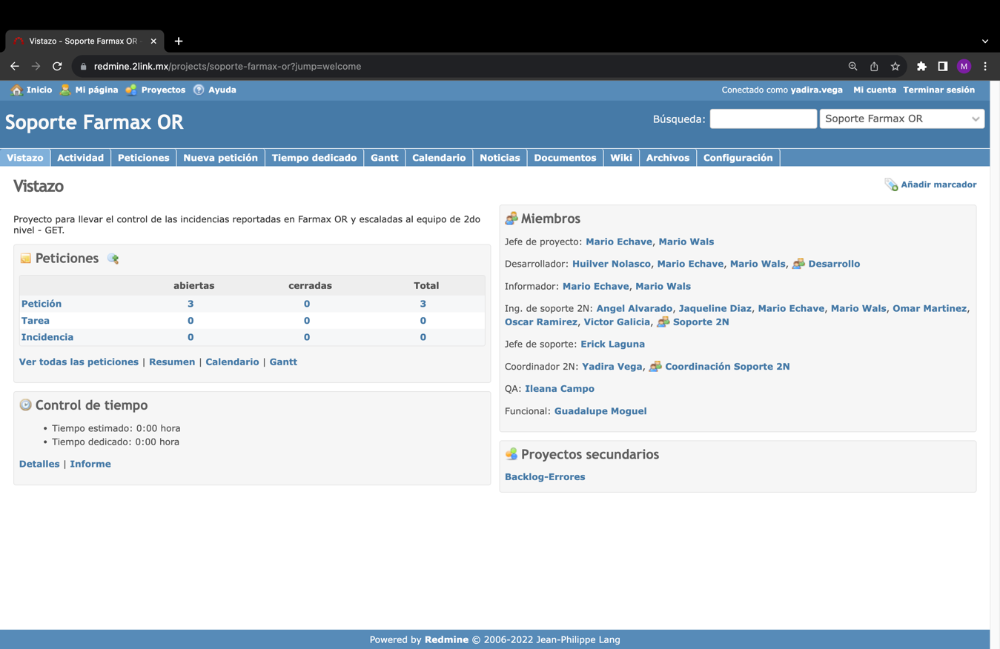 Vistazo - Soporte Farmax OR
redmine.2link.mx/projects/soporte-farmax-or?jump=welcome
M
Inicio Mi página Proyectos Ayuda
Conectado como yadira.vega Mi cuenta Terminar sesión
Soporte Farmax OR
Búsqueda: Soporte Farmax OR
Vistazo Actividad Peticiones Nueva petición Tiempo dedicado Gantt Calendario Noticias Documentos Wiki Archivos Configuración
Vistazo
Añadir marcador
Proyecto para llevar el control de las incidencias reportadas en Farmax OR y escaladas al equipo de 2do
nivel - GET.
Peticiones
abiertas cerradas Total
Petición 3 0 3
Tarea 0 0 0
Incidencia 0 0 0
Ver todas las peticiones | Resumen | Calendario | Gantt
Control de tiempo
• Tiempo estimado: 0:00 hora
• Tiempo dedicado: 0:00 hora
Detalles | Informe
Miembros
Jefe de proyecto: Mario Echave, Mario Wals
Desarrollador: Huilver Nolasco, Mario Echave, Mario Wals, Desarrollo
Informador: Mario Echave, Mario Wals
Ing. de soporte 2N: Angel Alvarado, Jaqueline Diaz, Mario Echave, Mario Wals, Omar Martinez,
Oscar Ramirez, Victor Galicia, Soporte 2N
Jefe de soporte: Erick Laguna
Coordinador 2N: Yadira Vega, Coordinación Soporte 2N
QA: Ileana Campo
Funcional: Guadalupe Moguel
Proyectos secundarios
Backlog-Errores
Powered by Redmine © 2006-2022 Jean-Philippe Lang